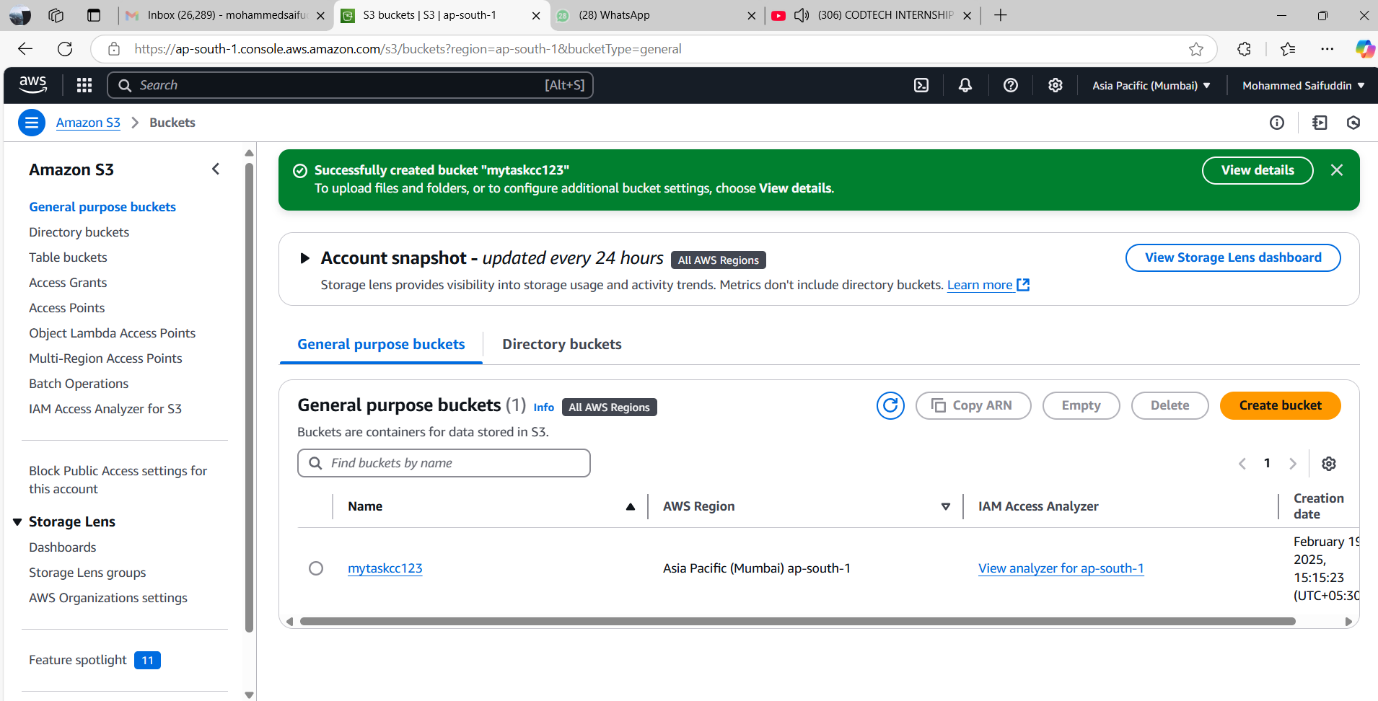 Inbox (26,289) - mohammedsaifu
S3 buckets | S3 | ap-south-1
(28) WhatsApp
(306) CODTECH INTERNSHIP
https://ap-south-1.console.aws.amazon.com/s3/buckets?region=ap-south-1&bucketType=general
aws
Search
[Alt+S]
Asia Pacific (Mumbai)
Mohammed Saifuddin
Amazon S3
Buckets
Amazon S3
General purpose buckets
Directory buckets
Table buckets
Access Grants
Access Points
Object Lambda Access Points
Multi-Region Access Points
Batch Operations
IAM Access Analyzer for S3
Block Public Access settings for
this account
Storage Lens
Dashboards
Storage Lens groups
AWS Organizations settings
Feature spotlight 11
Successfully created bucket "mytaskcc123"
To upload files and folders, or to configure additional bucket settings, choose View details.
View details
Account snapshot - updated every 24 hours All AWS Regions
Storage lens provides visibility into storage usage and activity trends. Metrics don't include directory buckets. Learn more
View Storage Lens dashboard
General purpose buckets
Directory buckets
General purpose buckets (1) Info All AWS Regions
Copy ARN
Empty
Delete
Create bucket
Buckets are containers for data stored in S3.
Find buckets by name
1
Name
AWS Region
IAM Access Analyzer
Creation
date
mytaskcc123
Asia Pacific (Mumbai) ap-south-1
View analyzer for ap-south-1
February 19
2025,
15:15:23
(UTC+05:30